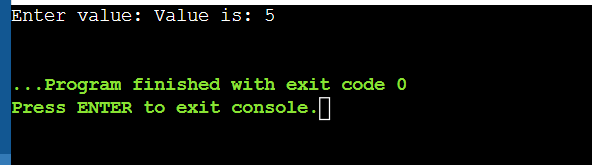 Enter value: Value is: 5
...Program finished with exit code 0
Press ENTER to exit console.